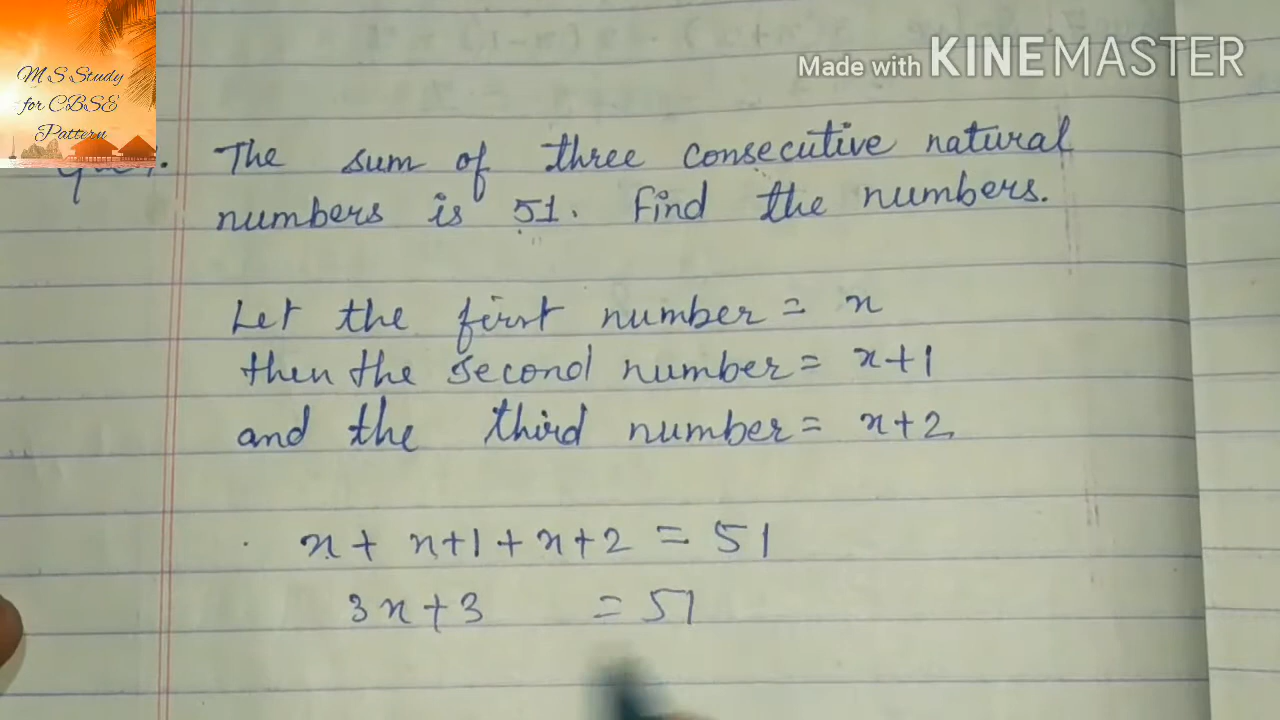 Made with KINEMASTER
M S Study
for CBSE
Pattern
The sum of three consecutive natural
numbers is 51. Find the numbers.
Let the first number = x
then the second number = x+1
and the third number = x+2
x + x+1 + x+2 = 51
3x+3 = 51